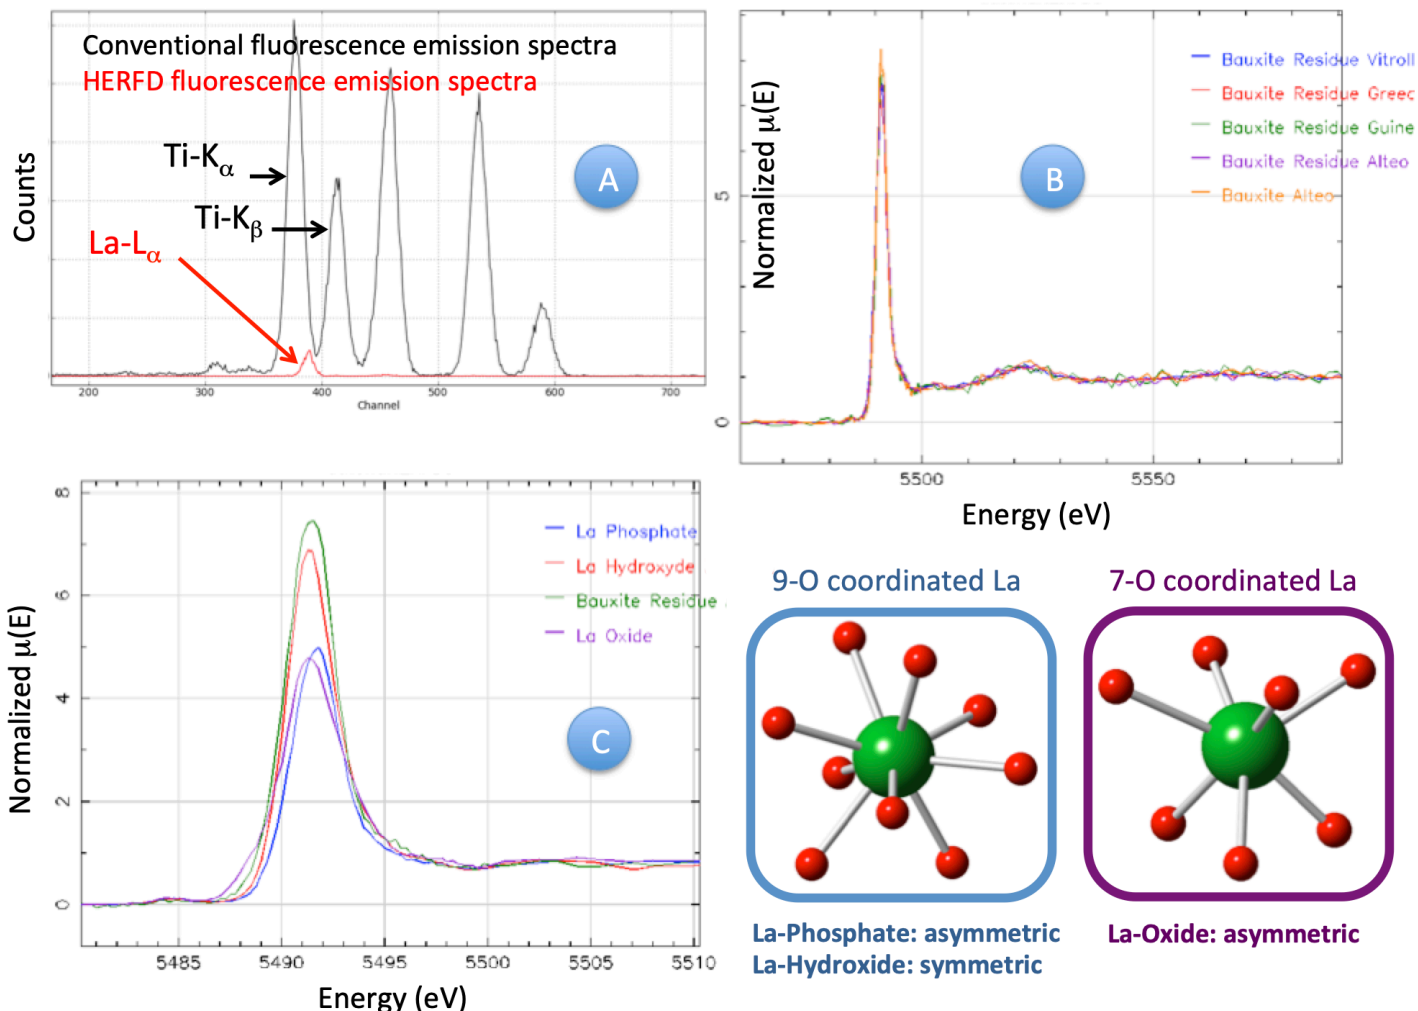 Conventional fluorescence emission spectra
HERFD fluorescence emission spectra
Ti-Kα
Ti-Kβ
La-Lα
A
Counts
200 300 400 500 600 700
Channel
Normalized μ(E)
Bauxite Residue Vitroll
Bauxite Residue Greec
Bauxite Residue Guine
Bauxite Residue Alteo
Bauxite Alteo
B
5
0
5500 5550
Energy (eV)
Normalized μ(E)
8
6
4
2
0
La Phosphate
La Hydroxyde
Bauxite Residue
La Oxide
C
5485 5490 5495 5500 5505 5510
Energy (eV)
9-O coordinated La
7-O coordinated La
La-Phosphate: asymmetric
La-Hydroxide: symmetric
La-Oxide: asymmetric